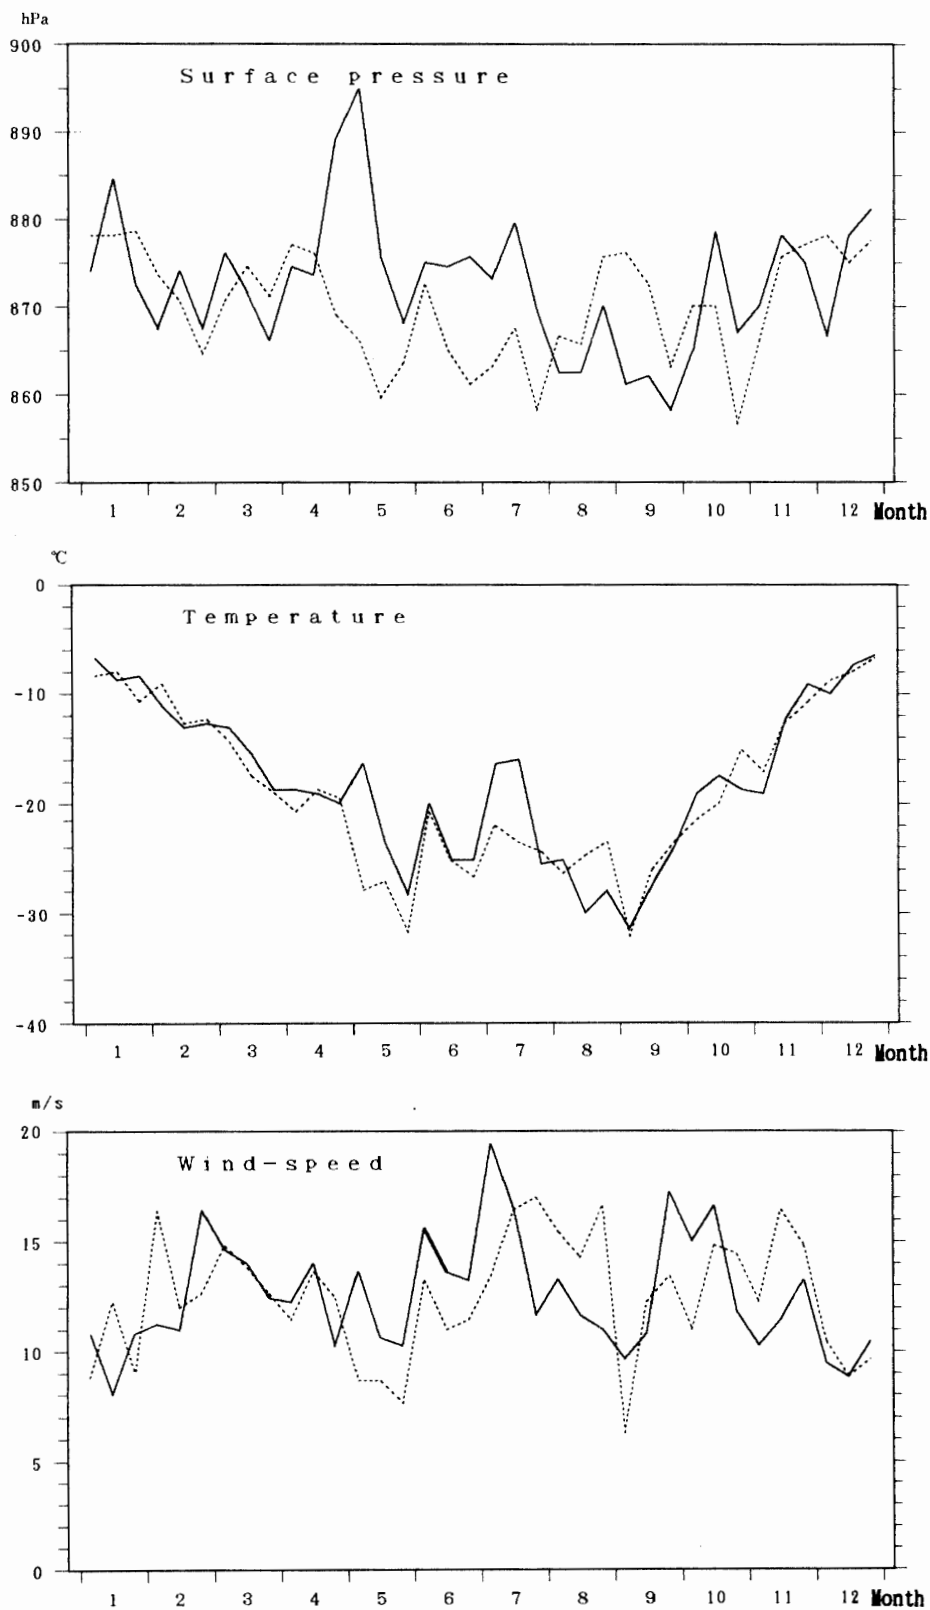 hPa
900
Surface pressure
890
880
870
860
850
1 2 3 4 5 6 7 8 9 10 11 12 Month
℃
0
Temperature
-10
-20
-30
-40
1 2 3 4 5 6 7 8 9 10 11 12 Month
m/s
20
Wind-speed
15
10
5
0
1 2 3 4 5 6 7 8 9 10 11 12 Month